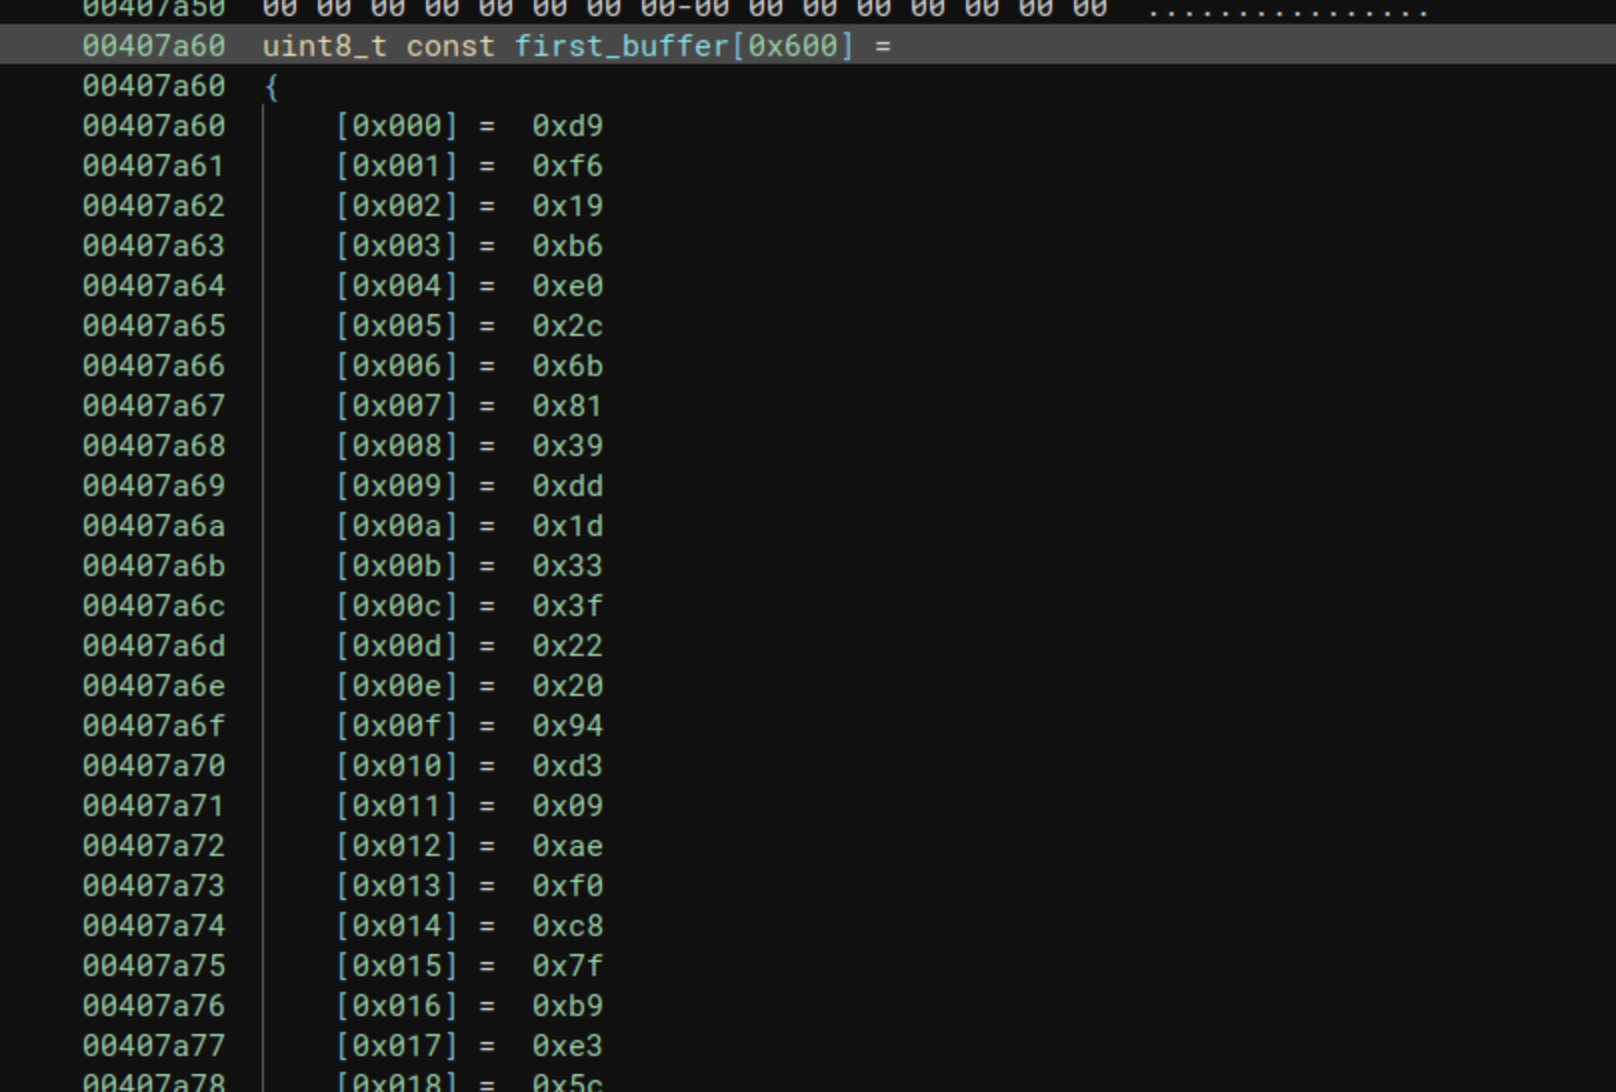 00407a50  00 00 00 00 00 00 00 00-00 00 00 00 00 00 00 00  ................
00407a60  uint8_t const first_buffer[0x600] =
00407a60  {
00407a60      [0x000] =  0xd9
00407a61      [0x001] =  0xf6
00407a62      [0x002] =  0x19
00407a63      [0x003] =  0xb6
00407a64      [0x004] =  0xe0
00407a65      [0x005] =  0x2c
00407a66      [0x006] =  0x6b
00407a67      [0x007] =  0x81
00407a68      [0x008] =  0x39
00407a69      [0x009] =  0xdd
00407a6a      [0x00a] =  0x1d
00407a6b      [0x00b] =  0x33
00407a6c      [0x00c] =  0x3f
00407a6d      [0x00d] =  0x22
00407a6e      [0x00e] =  0x20
00407a6f      [0x00f] =  0x94
00407a70      [0x010] =  0xd3
00407a71      [0x011] =  0x09
00407a72      [0x012] =  0xae
00407a73      [0x013] =  0xf0
00407a74      [0x014] =  0xc8
00407a75      [0x015] =  0x7f
00407a76      [0x016] =  0xb9
00407a77      [0x017] =  0xe3
00407a78      [0x018] =  0x5c